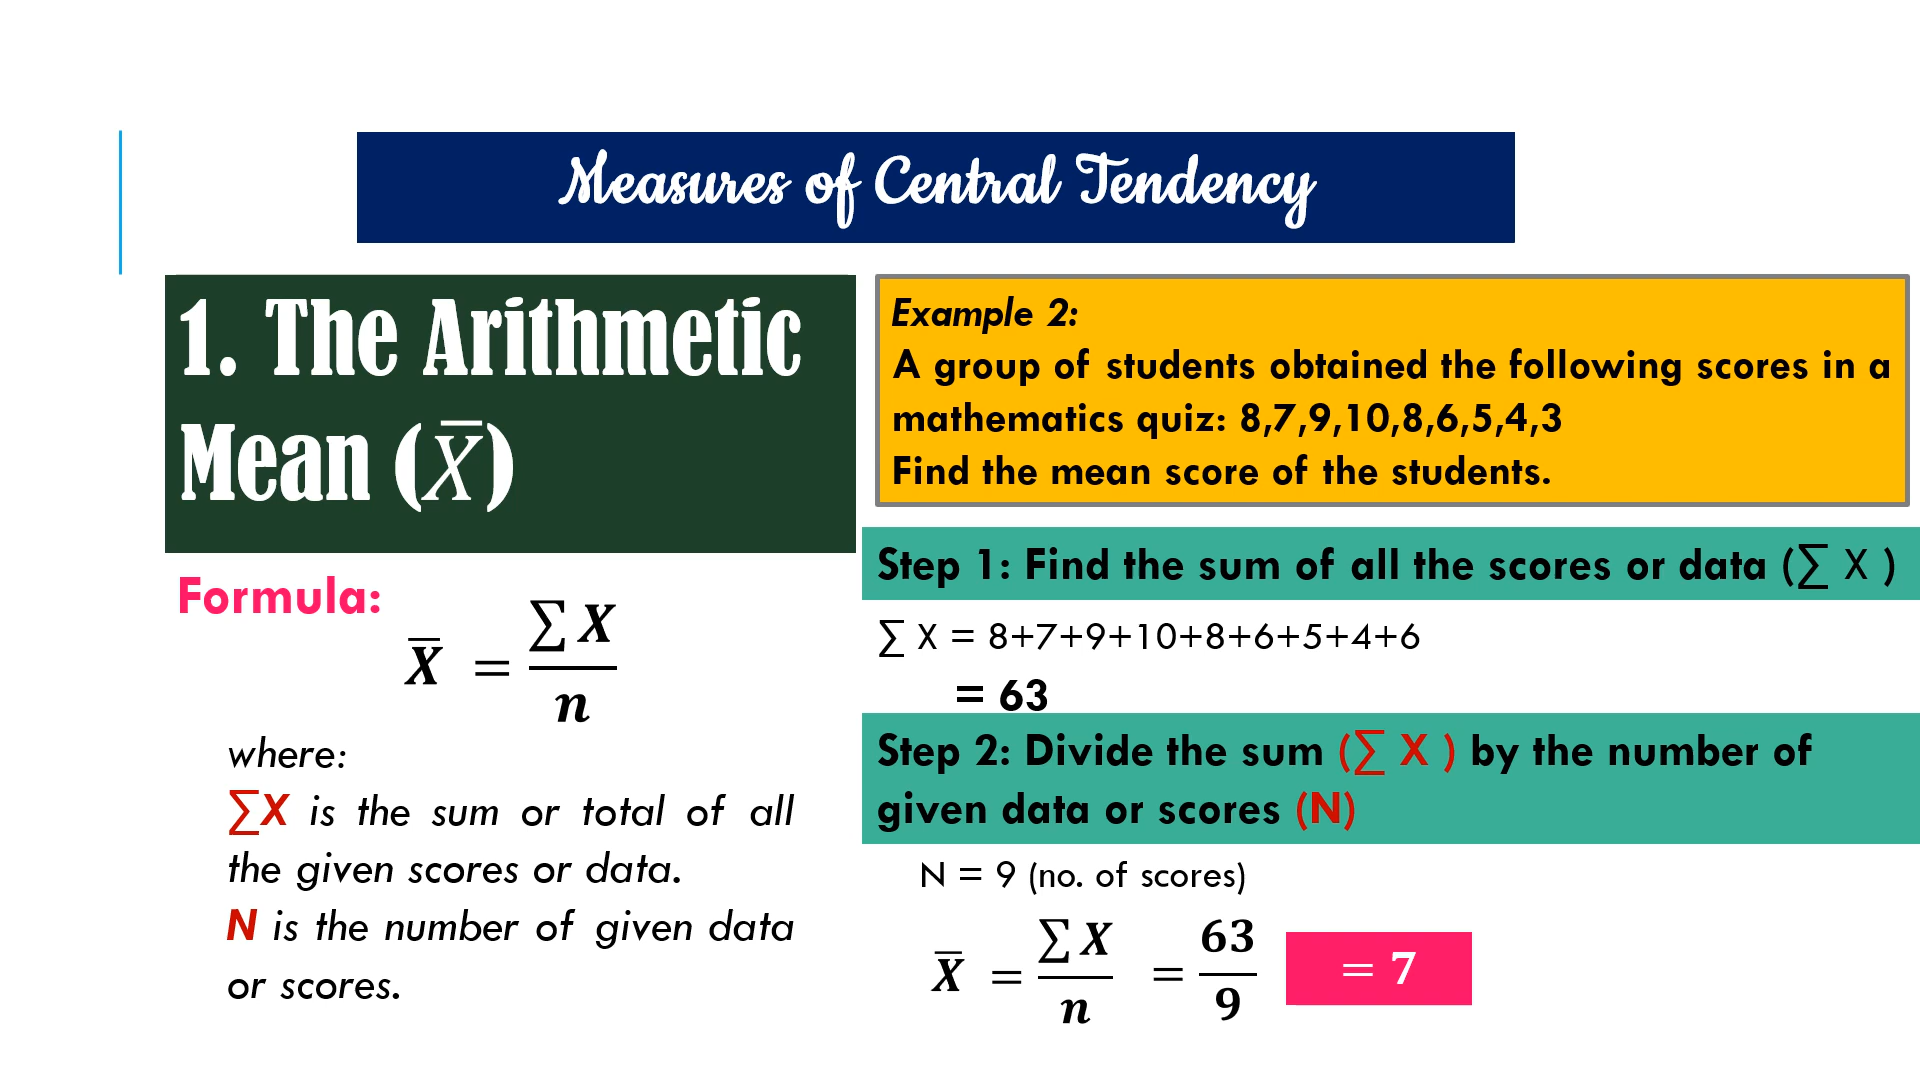 Measures of Central Tendency
1. The Arithmetic
Mean (X̅)
Formula:
X̅ = ∑ X / n
where:
∑X is the sum or total of all
the given scores or data.
N is the number of given data
or scores.
Example 2:
A group of students obtained the following scores in a
mathematics quiz: 8,7,9,10,8,6,5,4,3
Find the mean score of the students.
Step 1: Find the sum of all the scores or data (∑ X )
∑ X = 8+7+9+10+8+6+5+4+6
= 63
Step 2: Divide the sum (∑ X ) by the number of
given data or scores (N)
N = 9 (no. of scores)
X̅ = ∑ X / n = 63 / 9 = 7